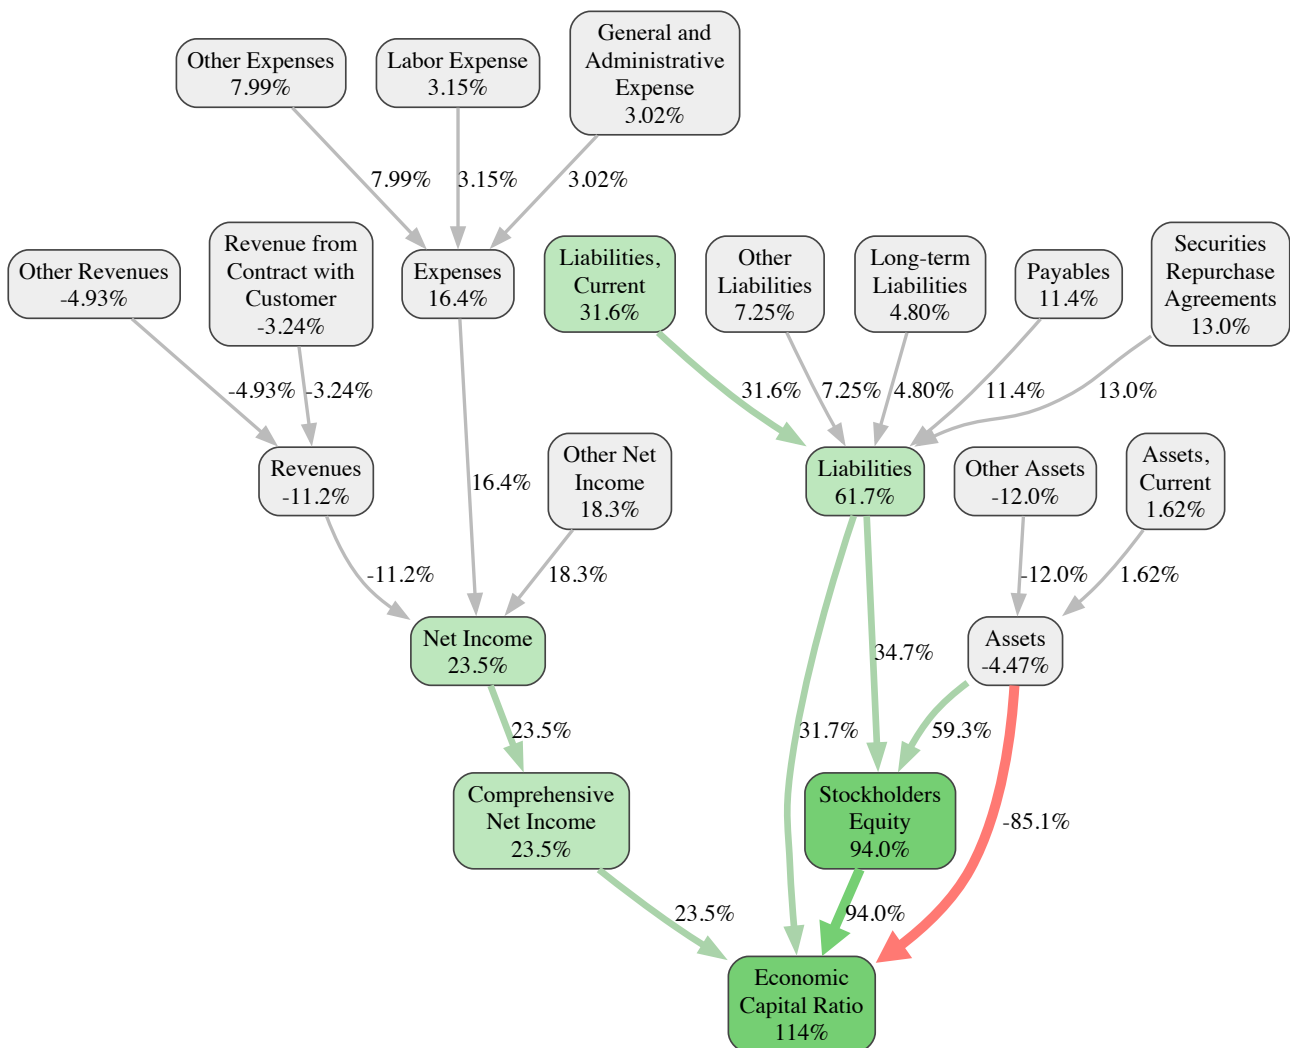 Other Expenses
7.99%
Labor Expense
3.15%
General and
Administrative
Expense
3.02%
7.99%
3.15%
3.02%
Other Revenues
-4.93%
Revenue from
Contract with
Customer
-3.24%
Expenses
16.4%
Liabilities,
Current
31.6%
Other
Liabilities
7.25%
Long-term
Liabilities
4.80%
Payables
11.4%
Securities
Repurchase
Agreements
13.0%
-4.93%
-3.24%
31.6%
7.25%
4.80%
11.4%
13.0%
Revenues
-11.2%
16.4%
Other Net
Income
18.3%
Liabilities
61.7%
Other Assets
-12.0%
Assets,
Current
1.62%
-11.2%
18.3%
-12.0%
1.62%
Net Income
23.5%
34.7%
Assets
-4.47%
23.5%
31.7%
59.3%
Comprehensive
Net Income
23.5%
Stockholders
Equity
94.0%
-85.1%
23.5%
94.0%
Economic
Capital Ratio
114%